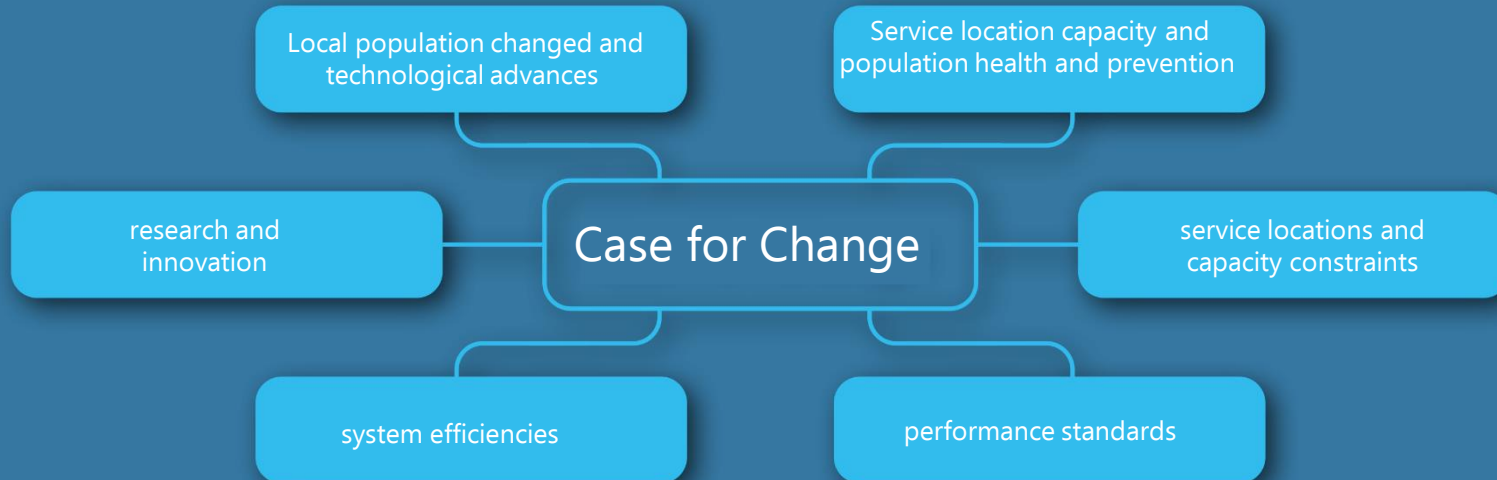 Local population changed and
technological advances
Service location capacity and
population health and prevention
research and
innovation
Case for Change
service locations and
capacity constraints
system efficiencies
performance standards